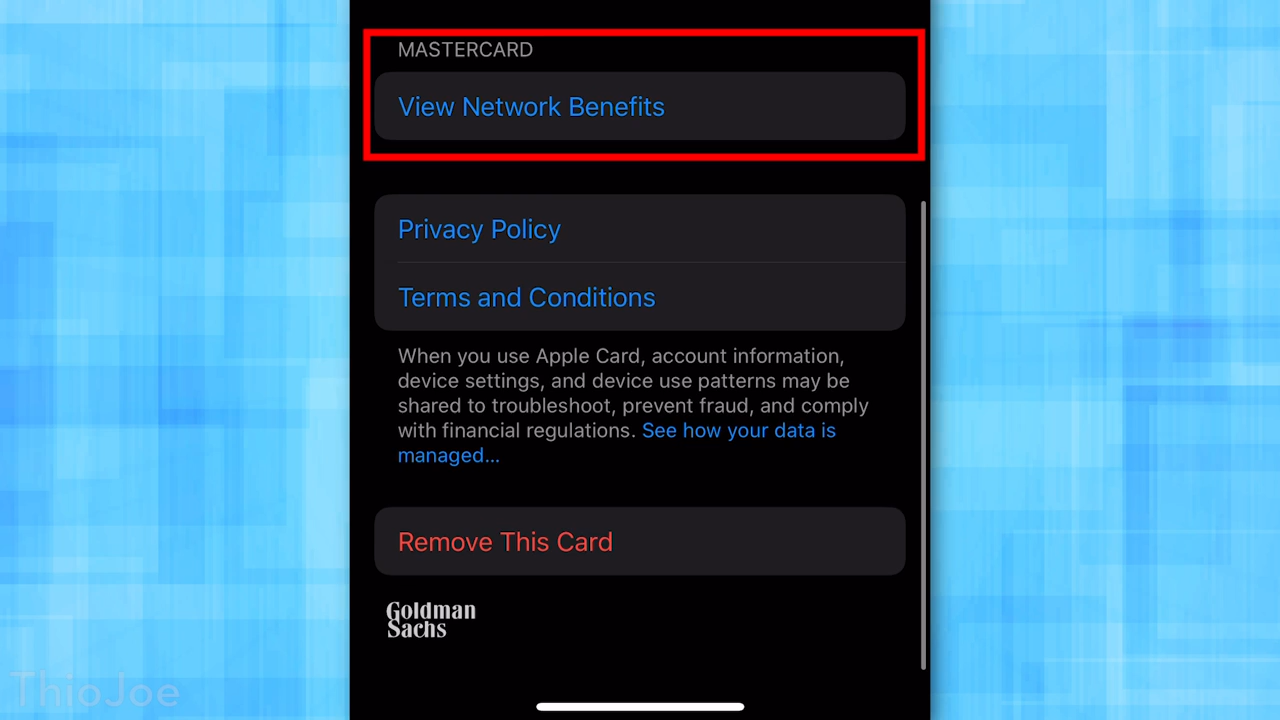 MASTERCARD
View Network Benefits
Privacy Policy
Terms and Conditions
When you use Apple Card, account information,
device settings, and device use patterns may be
shared to troubleshoot, prevent fraud, and comply
with financial regulations. See how your data is
managed...
Remove This Card
Goldman
Sachs
ThioJoe